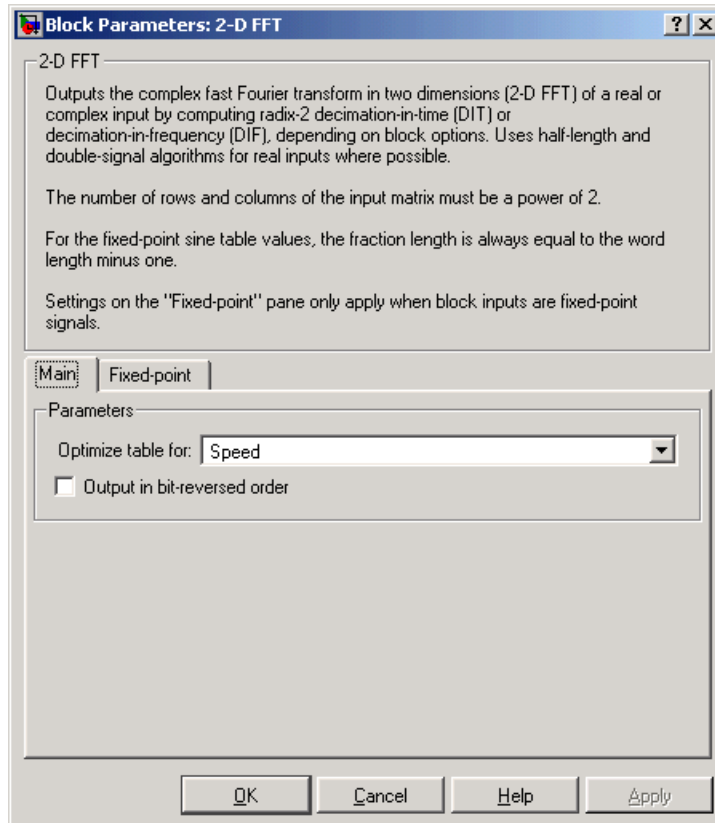 Block Parameters: 2-D FFT
2-D FFT
Outputs the complex fast Fourier transform in two dimensions (2-D FFT) of a real or
complex input by computing radix-2 decimation-in-time (DIT) or
decimation-in-frequency (DIF), depending on block options. Uses half-length and
double-signal algorithms for real inputs where possible.
The number of rows and columns of the input matrix must be a power of 2.
For the fixed-point sine table values, the fraction length is always equal to the word
length minus one.
Settings on the "Fixed-point" pane only apply when block inputs are fixed-point
signals.
Main Fixed-point
Parameters
Optimize table for: Speed
Output in bit-reversed order
OK Cancel Help Apply